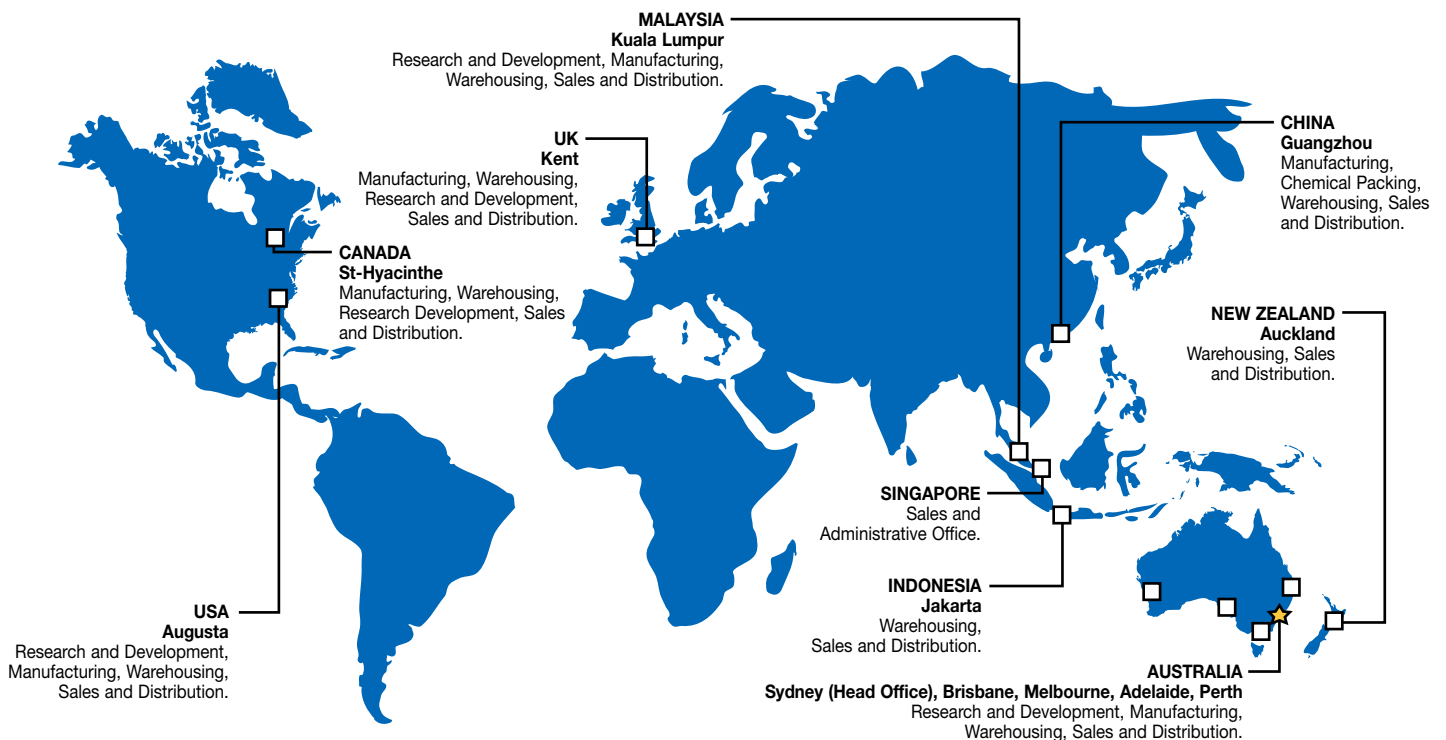 MALAYSIA
Kuala Lumpur
Research and Development, Manufacturing,
Warehousing, Sales and Distribution.
UK
Kent
Manufacturing, Warehousing,
Research and Development,
Sales and Distribution.
CHINA
Guangzhou
Manufacturing,
Chemical Packing,
Warehousing, Sales
and Distribution.
CANADA
St-Hyacinthe
Manufacturing, Warehousing,
Research Development, Sales
and Distribution.
NEW ZEALAND
Auckland
Warehousing, Sales
and Distribution.
SINGAPORE
Sales and
Administrative Office.
INDONESIA
Jakarta
Warehousing,
Sales and Distribution.
USA
Augusta
Research and Development,
Manufacturing, Warehousing,
Sales and Distribution.
AUSTRALIA
Sydney (Head Office), Brisbane, Melbourne, Adelaide, Perth
Research and Development, Manufacturing,
Warehousing, Sales and Distribution.